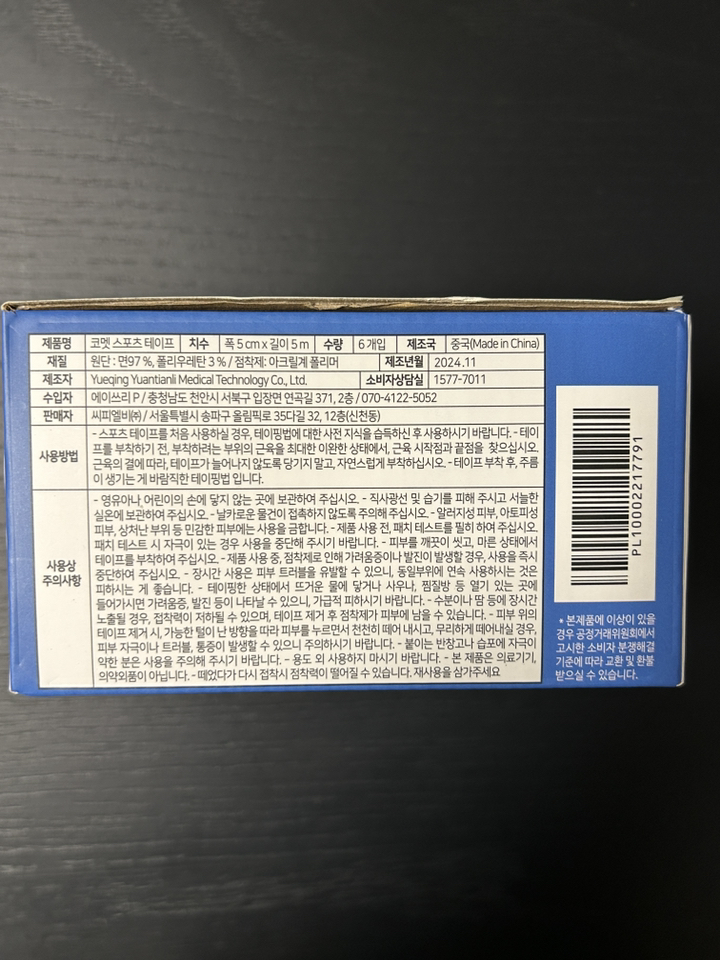 제품명 코멧 스포츠 테이프 치수 폭 5 cm x 길이 5 m 수량 6 개입 제조국 중국(Made in China)
재질 원단 : 면97 %, 폴리우레탄 3 % / 점착제: 아크릴계 폴리머 제조년월 2024.11
제조자 Yueqing Yuantianli Medical Technology Co., Ltd. 소비자상담실 1577-7011
수입자 에이쓰리 P / 충청남도 천안시 서북구 입장면 연곡길 371, 2층 / 070-4122-5052
판매자 씨피엘비㈜ / 서울특별시 송파구 올림픽로 35다길 32, 12층(신천동)
사용방법
- 스포츠 테이프를 처음 사용하실 경우, 테이핑법에 대한 사전 지식을 습득하신 후 사용하시기 바랍니다. - 테이
프를 부착하기 전, 부착하려는 부위의 근육을 최대한 이완한 상태에서, 근육 시작점과 끝점을 찾으십시오.
근육의 결에 따라, 테이프가 늘어나지 않도록 당기지 말고, 자연스럽게 부착하십시오. - 테이프 부착 후, 주름
이 생기는 게 바람직한 테이핑법 입니다.
사용상
주의사항
- 영유아나, 어린이의 손에 닿지 않는 곳에 보관하여 주십시오. - 직사광선 및 습기를 피해 주시고 서늘한
실온에 보관하여 주십시오. - 날카로운 물건이 접촉하지 않도록 주의해 주십시오. - 알러지성 피부, 아토피성
피부, 상처난 부위 등 민감한 피부에는 사용을 금합니다. - 제품 사용 전, 패치 테스트를 필히 하여 주십시오.
패치 테스트 시 자극이 있는 경우 사용을 중단해 주시기 바랍니다. - 피부를 깨끗이 씻고, 마른 상태에서
테이프를 부착하여 주십시오. - 제품 사용 중, 점착제로 인해 가려움증이나 발진이 발생할 경우, 사용을 즉시
중단하여 주십시오. - 장시간 사용은 피부 트러블을 유발할 수 있으니, 동일부위에 연속 사용하시는 것은
피하시는 게 좋습니다. - 테이핑한 상태에서 뜨거운 물에 닿거나 사우나, 찜질방 등 열기 있는 곳에
들어가시면 가려움증, 발진 등이 나타날 수 있으니, 가급적 피하시기 바랍니다. - 수분이나 땀 등에 장시간
노출될 경우, 접착력이 저하될 수 있으며, 테이프 제거 후 점착제가 피부에 남을 수 있습니다. - 피부 위의
테이프 제거 시, 가능한 털이 난 방향을 따라 피부를 누르면서 천천히 떼어 내시고, 무리하게 떼어내실 경우,
피부 자극이나 트러블, 통증이 발생할 수 있으니 주의하시기 바랍니다. - 붙이는 반창고나 습포에 자극이
약한 분은 사용을 주의해 주시기 바랍니다. - 용도 외 사용하지 마시기 바랍니다. - 본 제품은 의료기기,
의약외품이 아닙니다. - 떼었다가 다시 접착시 점착력이 떨어질 수 있습니다. 재사용을 삼가주세요
PL10002217791
* 본제품에 이상이 있을
경우 공정거래위원회에서
고시한 소비자 분쟁해결
기준에 따라 교환 및 환불
받으실 수 있습니다.